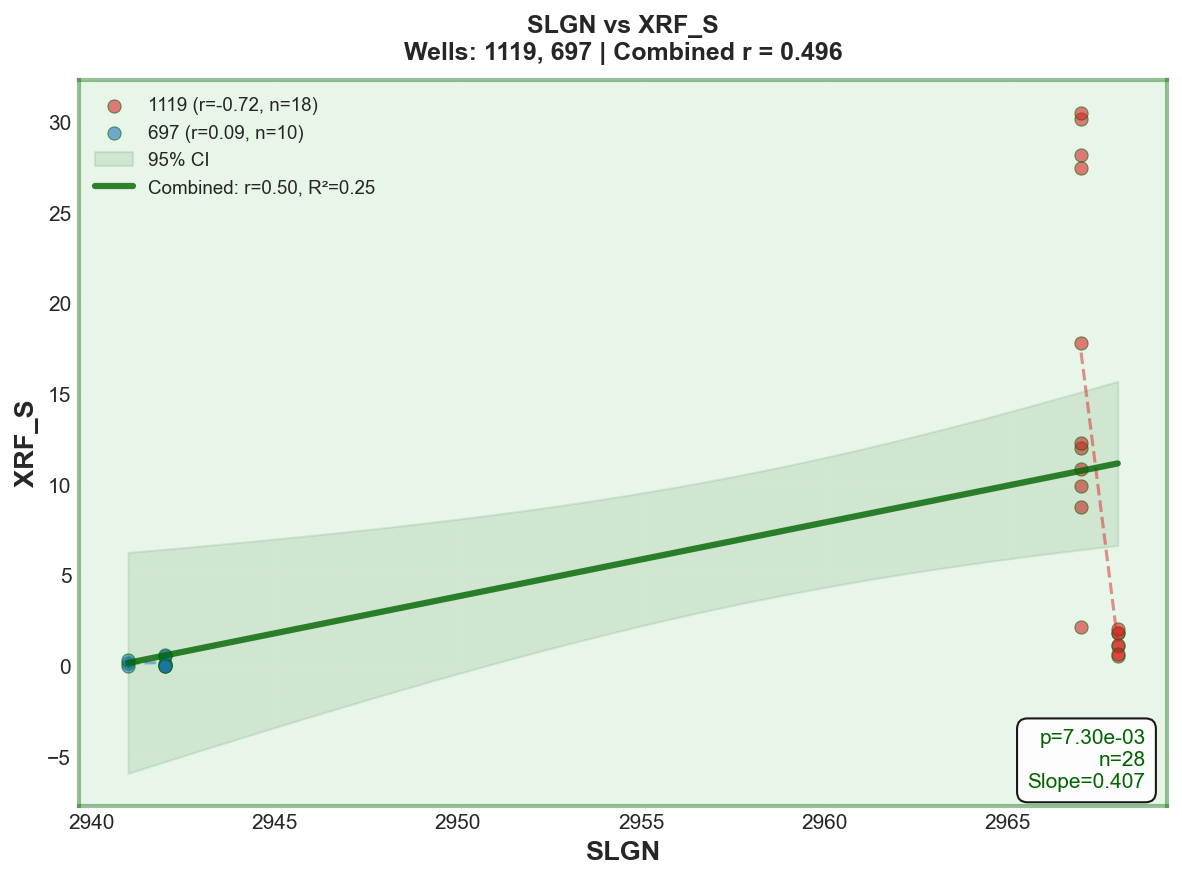 SLGN vs XRF_S
Wells: 1119, 697 | Combined r = 0.496
1119 (r=-0.72, n=18)
697 (r=0.09, n=10)
95% CI
Combined: r=0.50, R²=0.25
XRF_S
30
25
20
15
10
5
0
−5
p=7.30e-03
n=28
Slope=0.407
2940
2945
2950
2955
2960
2965
SLGN